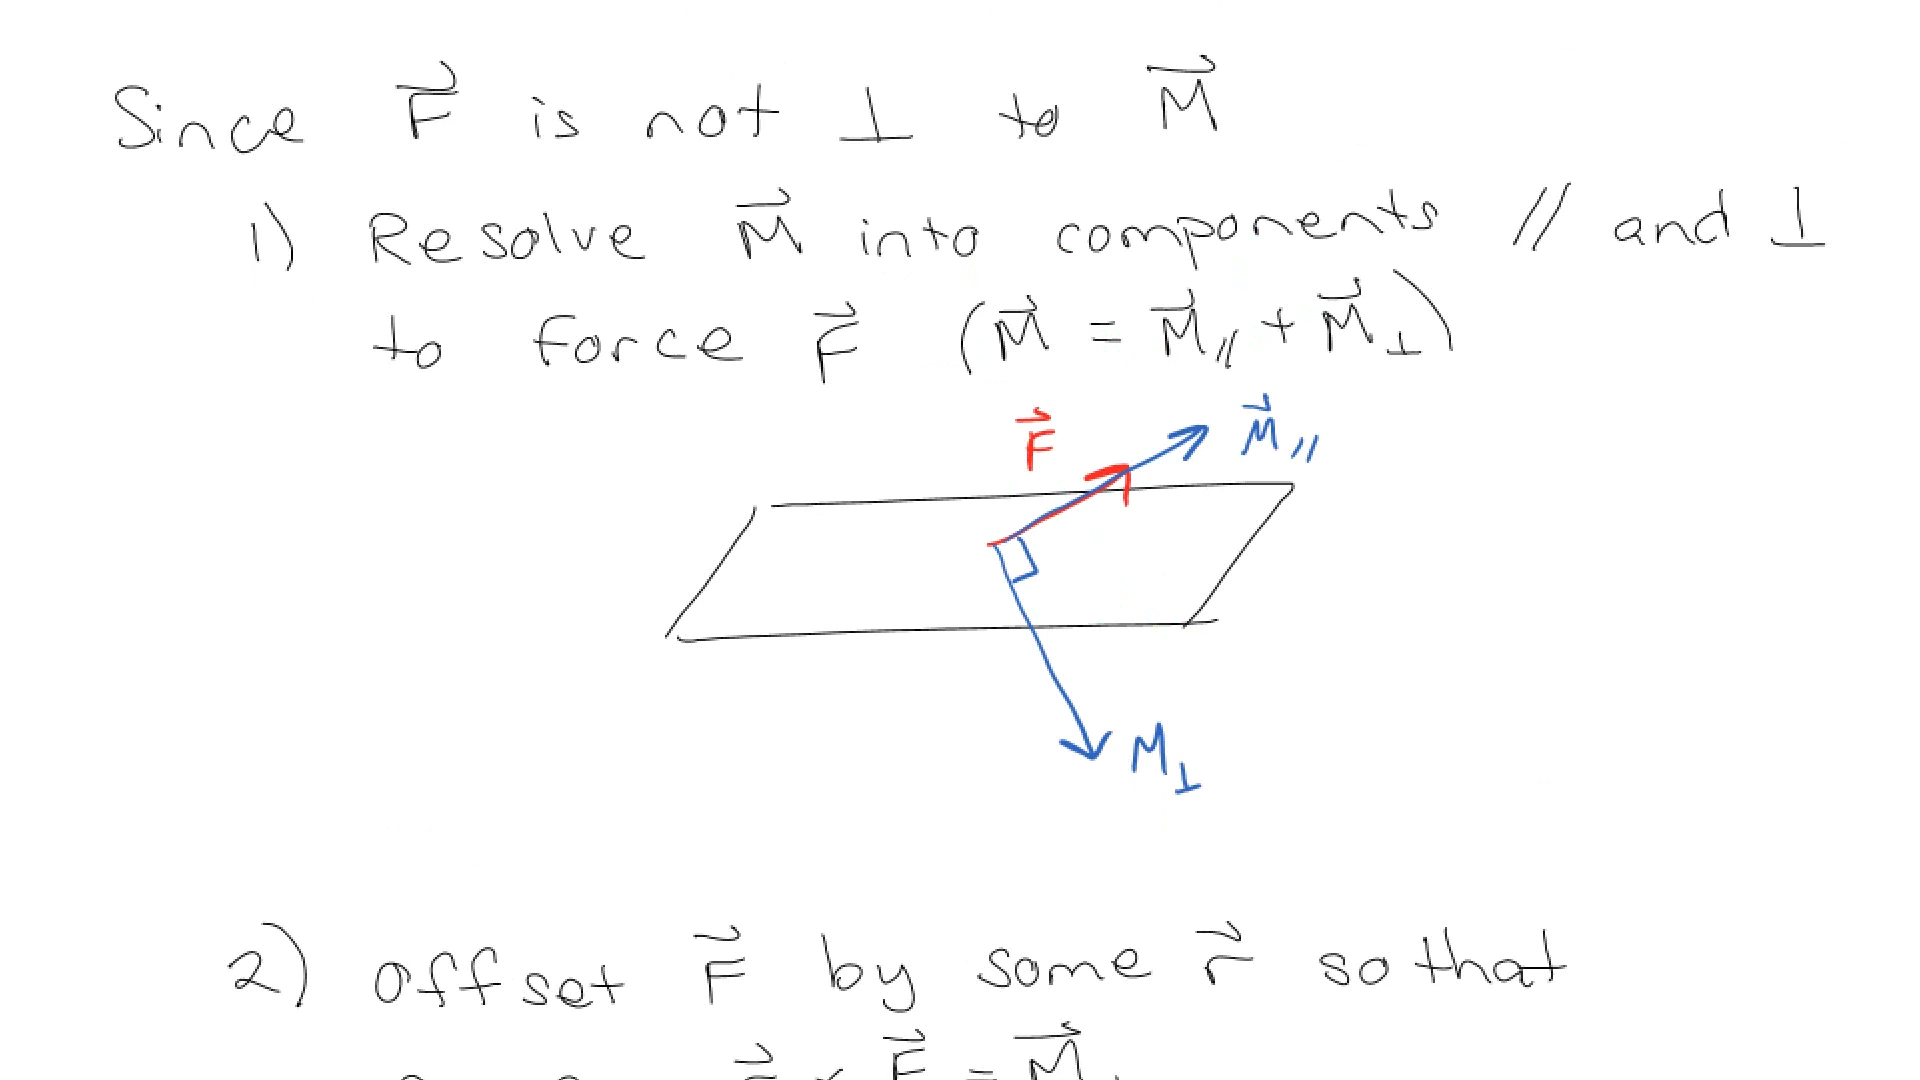 Since F⃗ is not ⊥ to M⃗
1) Resolve M⃗ into components // and ⊥
to force F⃗ (M⃗ = M⃗// + M⃗⊥)
F⃗
M⃗//
M⊥
2) offset F⃗ by some r⃗ so that
F⃗ = M⃗